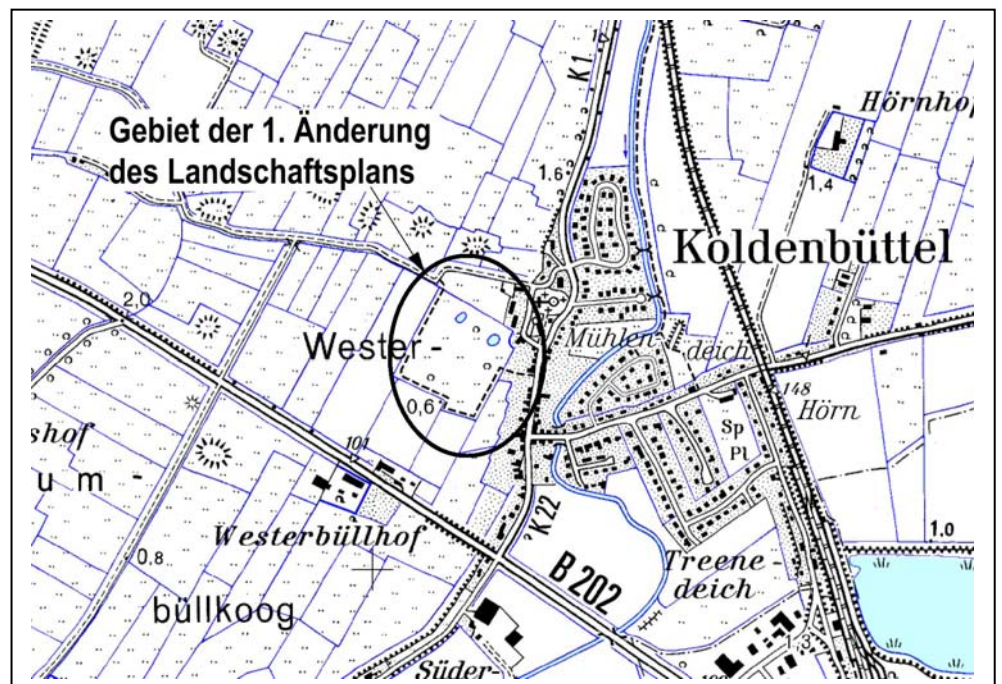 K1
Hörnhof
Gebiet der 1. Änderung
des Landschaftsplans
1.6
1,4
Koldenbüttel
2,0
Wester-
Mühlen
deich
0,6
148
Hörn
shof
um-
101
Sp
Pl
Westerbüllhof
K 22
1.0
0,8
B 202
Treene-
deich
büllkoog
1,3
Süder-